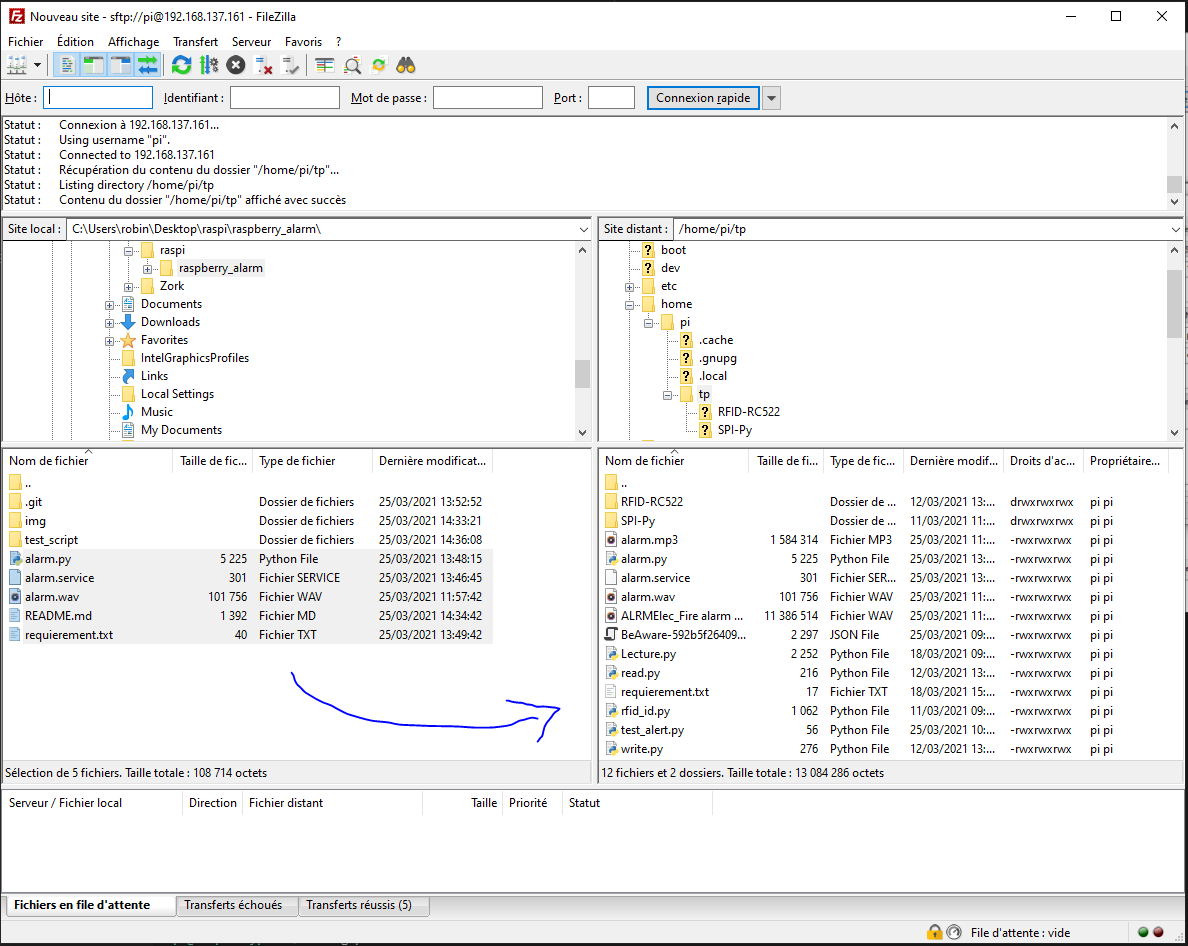 Nouveau site - sftp://pi@192.168.137.161 - FileZilla
Fichier Édition Affichage Transfert Serveur Favoris ?
Hôte : Identifiant : Mot de passe : Port : Connexion rapide
Statut : Connexion à 192.168.137.161...
Statut : Using username "pi".
Statut : Connected to 192.168.137.161
Statut : Récupération du contenu du dossier "/home/pi/tp"...
Statut : Listing directory /home/pi/tp
Statut : Contenu du dossier "/home/pi/tp" affiché avec succès
Site local : C:\Users\robin\Desktop\raspi\raspberry_alarm\
raspi
raspberry_alarm
Zork
Documents
Downloads
Favorites
IntelGraphicsProfiles
Links
Local Settings
Music
My Documents
Site distant : /home/pi/tp
boot
dev
etc
home
pi
.cache
.gnupg
.local
tp
RFID-RC522
SPI-Py
Nom de fichier Taille de fic... Type de fichier Dernière modificat...
..
.git Dossier de fichiers 25/03/2021 13:52:52
img Dossier de fichiers 25/03/2021 14:33:21
test_script Dossier de fichiers 25/03/2021 14:36:08
alarm.py 5 225 Python File 25/03/2021 13:48:15
alarm.service 301 Fichier SERVICE 25/03/2021 13:46:45
alarm.wav 101 756 Fichier WAV 25/03/2021 11:57:42
README.md 1 392 Fichier MD 25/03/2021 14:34:42
requierement.txt 40 Fichier TXT 25/03/2021 13:49:42
Sélection de 5 fichiers. Taille totale : 108 714 octets
Nom de fichier Taille de fi... Type de fic... Dernière modif... Droits d'ac... Propriétaire...
..
RFID-RC522 Dossier de ... 12/03/2021 13:... drwxrwxrwx pi pi
SPI-Py Dossier de ... 11/03/2021 11:... drwxrwxrwx pi pi
alarm.mp3 1 584 314 Fichier MP3 25/03/2021 11:... -rwxrwxrwx pi pi
alarm.py 5 225 Python File 25/03/2021 13:... -rwxrwxrwx pi pi
alarm.service 301 Fichier SER... 25/03/2021 13:... -rwxrwxrwx pi pi
alarm.wav 101 756 Fichier WAV 25/03/2021 11:... -rwxrwxrwx pi pi
ALRMElec_Fire alarm ... 11 386 514 Fichier WAV 25/03/2021 11:... -rwxrwxrwx pi pi
BeAware-592b5f26409... 2 297 JSON File 25/03/2021 09:... -rwxrwxrwx pi pi
Lecture.py 2 252 Python File 18/03/2021 09:... -rwxrwxrwx pi pi
read.py 216 Python File 12/03/2021 13:... -rwxrwxrwx pi pi
requierement.txt 17 Fichier TXT 18/03/2021 15:... -rwxrwxrwx pi pi
rfid_id.py 1 062 Python File 11/03/2021 09:... -rwxrwxrwx pi pi
test_alert.py 56 Python File 25/03/2021 10:... -rwxrwxrwx pi pi
write.py 276 Python File 12/03/2021 13:... -rwxrwxrwx pi pi
12 fichiers et 2 dossiers. Taille totale : 13 084 286 octets
Serveur / Fichier local Direction Fichier distant Taille Priorité Statut
Fichiers en file d'attente Transferts échoués Transferts réussis (5)
File d'attente : vide